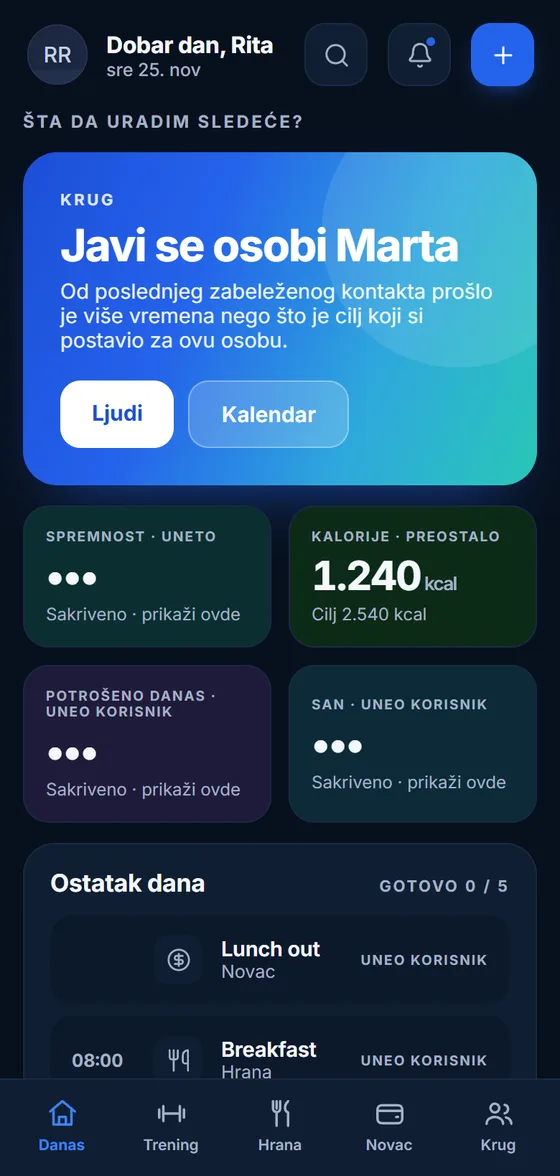 RR
Dobar dan, Rita
sre 25. nov
ŠTA DA URADIM SLEDEĆE?
KRUG
Javi se osobi Marta
Od poslednjeg zabeleženog kontakta prošlo
je više vremena nego što je cilj koji si
postavio za ovu osobu.
Ljudi
Kalendar
SPREMNOST · UNETO
Sakriveno · prikaži ovde
KALORIJE · PREOSTALO
1.240 kcal
Cilj 2.540 kcal
POTROŠENO DANAS ·
UNEO KORISNIK
Sakriveno · prikaži ovde
SAN · UNEO KORISNIK
Sakriveno · prikaži ovde
Ostatak dana
GOTOVO 0 / 5
Lunch out
Novac
UNEO KORISNIK
08:00
Breakfast
Hrana
UNEO KORISNIK
Danas
Trening
Hrana
Novac
Krug